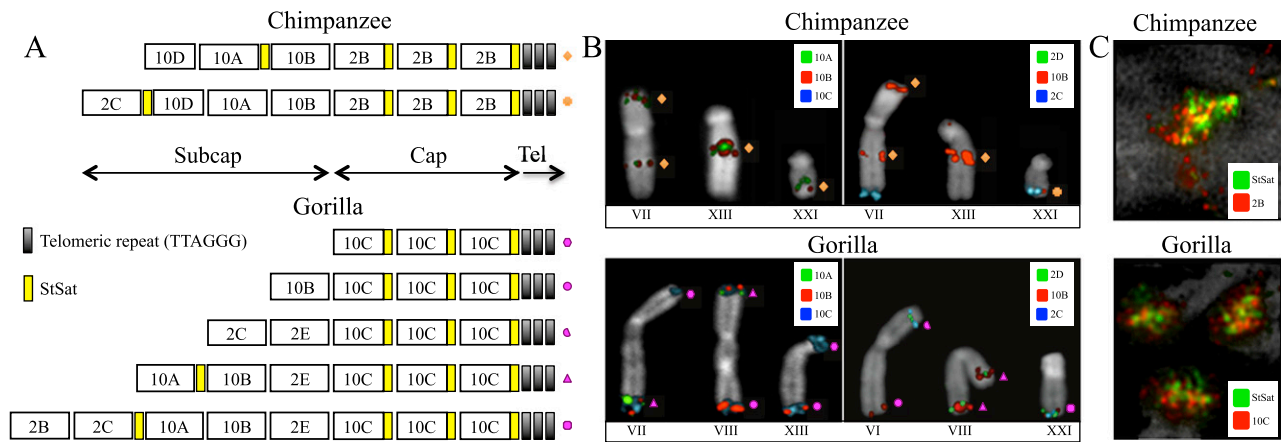 A
Chimpanzee
10D 10A 10B 2B 2B 2B
2C 10D 10A 10B 2B 2B 2B
Subcap Cap Tel
Gorilla
Telomeric repeat (TTAGGG)
StSat
10C 10C 10C
10B 10C 10C 10C
2C 2E 10C 10C 10C
10A 10B 2E 10C 10C 10C
2B 2C 10A 10B 2E 10C 10C 10C
B
Chimpanzee
10A
10B
10C
2D
10B
2C
VII XIII XXI VII XIII XXI
Gorilla
10A
10B
10C
2D
10B
2C
VII VIII XIII VI VIII XXI
C
Chimpanzee
StSat
2B
Gorilla
StSat
10C